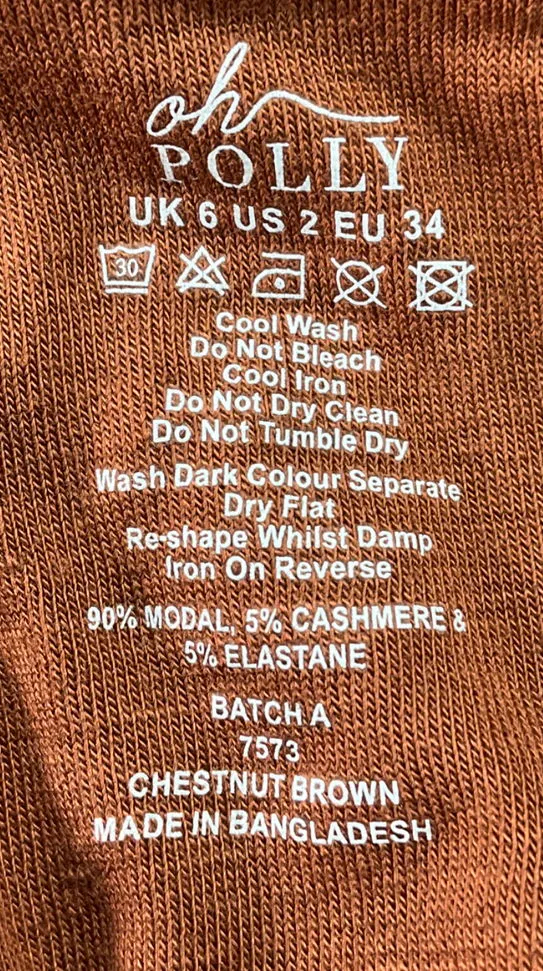 oh
POLLY
UK 6 US 2 EU 34
30
Cool Wash
Do Not Bleach
Cool Iron
Do Not Dry Clean
Do Not Tumble Dry
Wash Dark Colour Separate
Dry Flat
Re-shape Whilst Damp
Iron On Reverse
90% MODAL, 5% CASHMERE &
5% ELASTANE
BATCH A
7573
CHESTNUT BROWN
MADE IN BANGLADESH